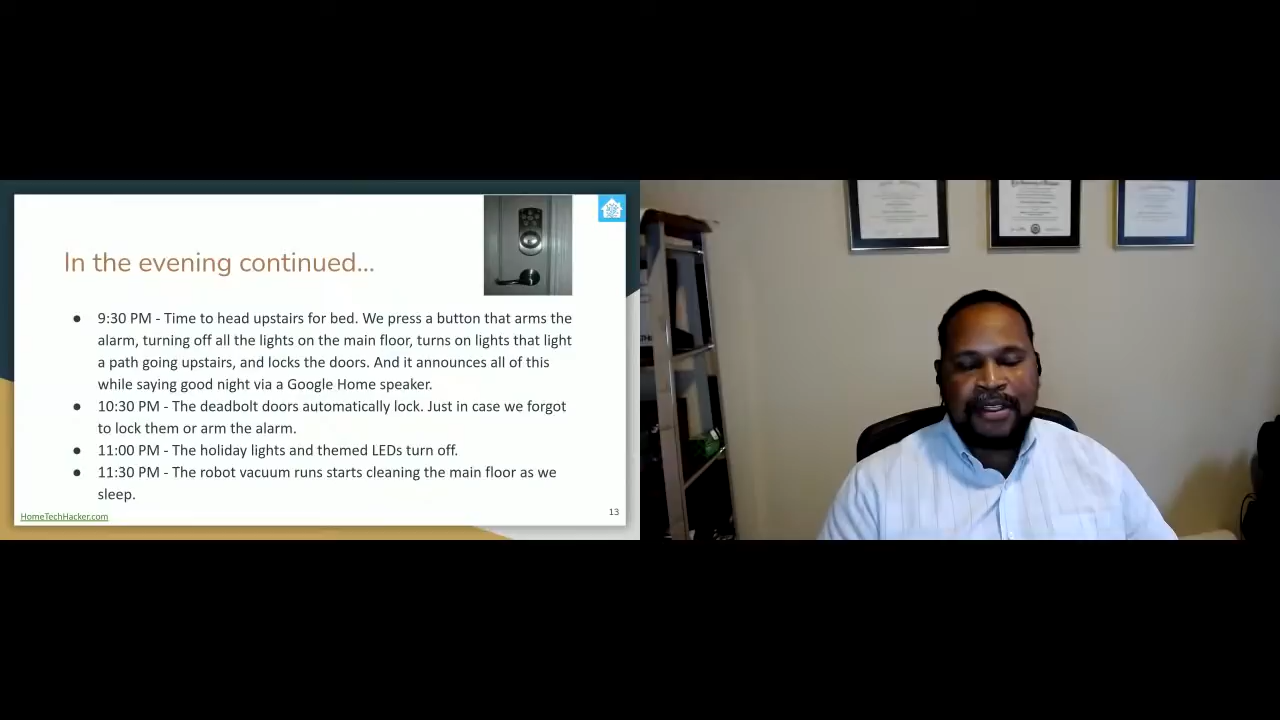 In the evening continued...
● 9:30 PM - Time to head upstairs for bed. We press a button that arms the
alarm, turning off all the lights on the main floor, turns on lights that light
a path going upstairs, and locks the doors. And it announces all of this
while saying good night via a Google Home speaker.
● 10:30 PM - The deadbolt doors automatically lock. Just in case we forgot
to lock them or arm the alarm.
● 11:00 PM - The holiday lights and themed LEDs turn off.
● 11:30 PM - The robot vacuum runs starts cleaning the main floor as we
sleep.
HomeTechHacker.com
13